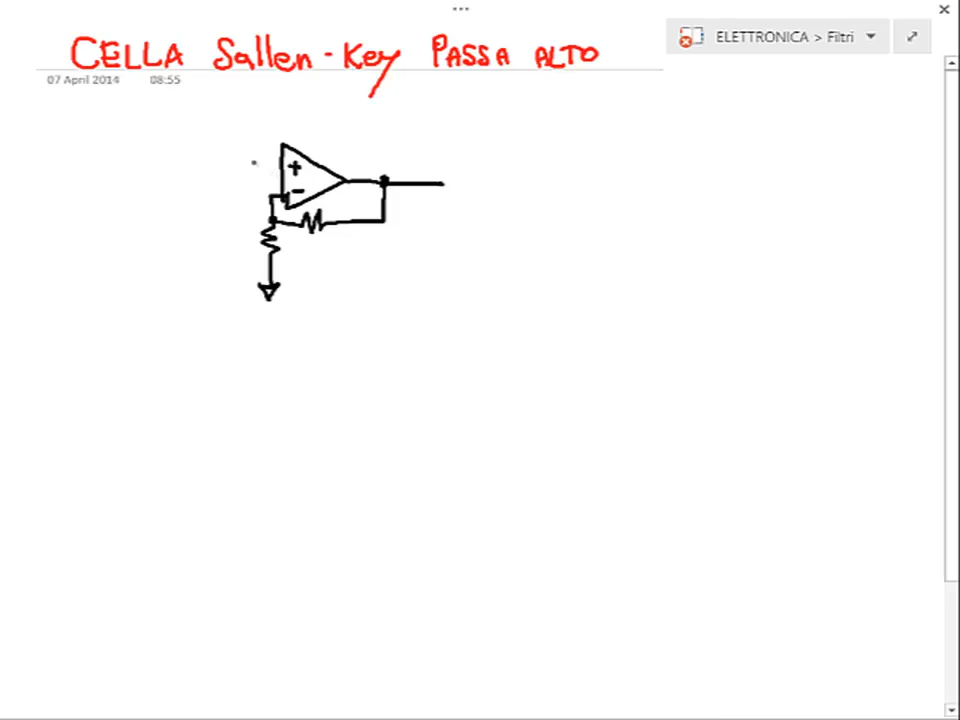 CELLA Sallen-Key PASSA ALTO
ELETTRONICA > Filtri
07 April 2014 08:55
+
-